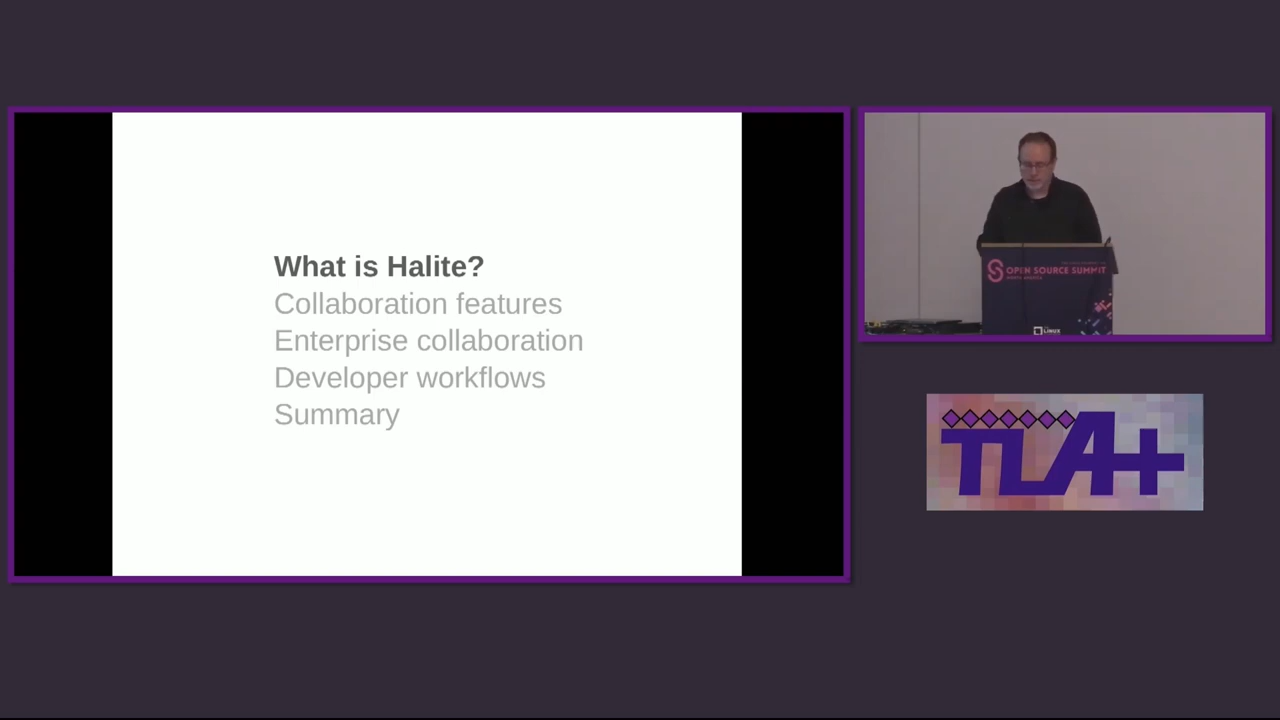 What is Halite?
Collaboration features
Enterprise collaboration
Developer workflows
Summary
OPEN SOURCE SUMMIT
LINUX
TLA+